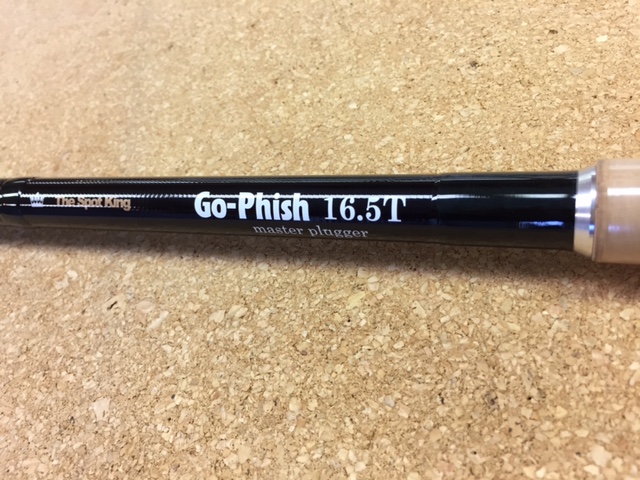 The Spot King
Go-Phish 16.5T
master plugger